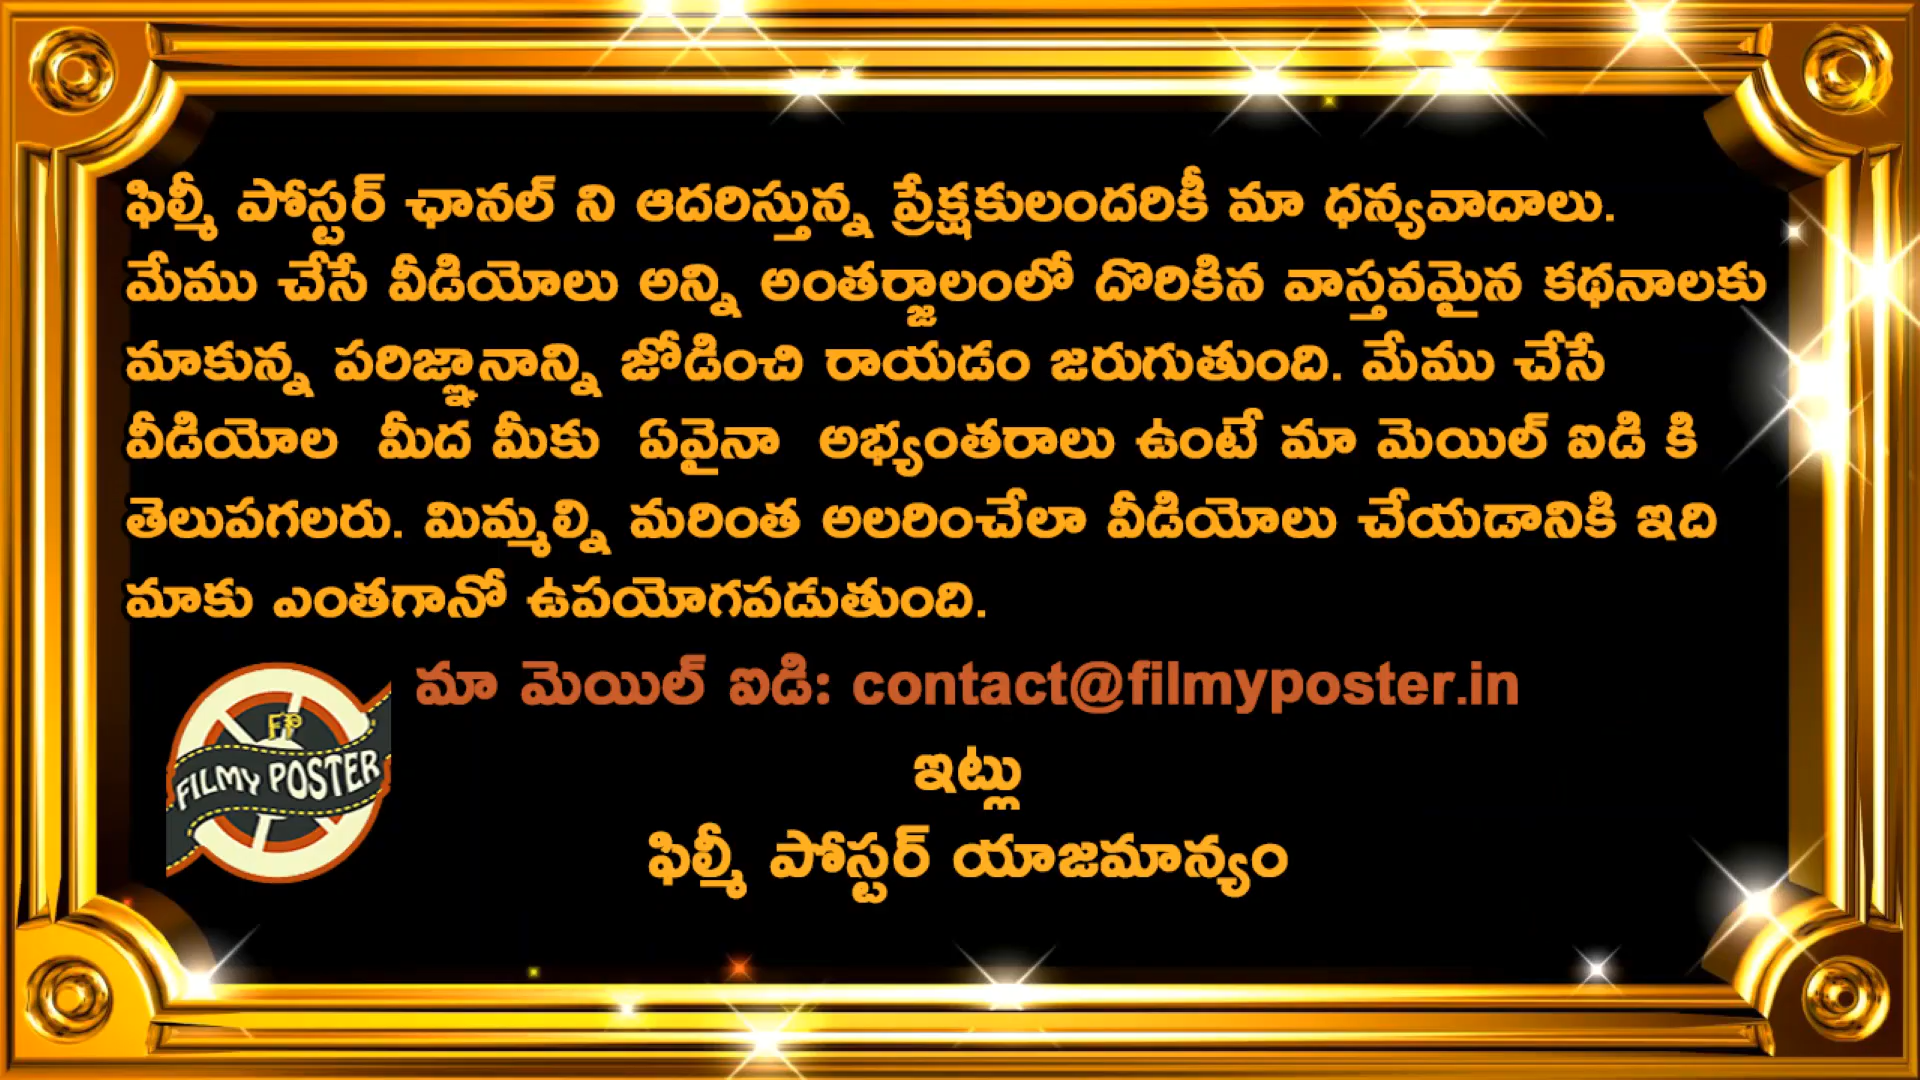 ఫిల్మీ పోస్టర్ ఛానల్ ని ఆదరిస్తున్న ప్రేక్షకులందరికీ మా ధన్యవాదాలు.
మేము చేసే వీడియోలు అన్ని అంతర్జాలంలో దొరికిన వాస్తవమైన కథనాలకు
మాకున్న పరిజ్ఞానాన్ని జోడించి రాయడం జరుగుతుంది. మేము చేసే
వీడియోల మీద మీకు ఏవైనా అభ్యంతరాలు ఉంటే మా మెయిల్ ఐడి కి
తెలుపగలరు. మిమ్మల్ని మరింత అలరించేలా వీడియోలు చేయడానికి ఇది
మాకు ఎంతగానో ఉపయోగపడుతుంది.
మా మెయిల్ ఐడి: contact@filmyposter.in
FP
FILMY POSTER
ఇట్లు
ఫిల్మీ పోస్టర్ యాజమాన్యం